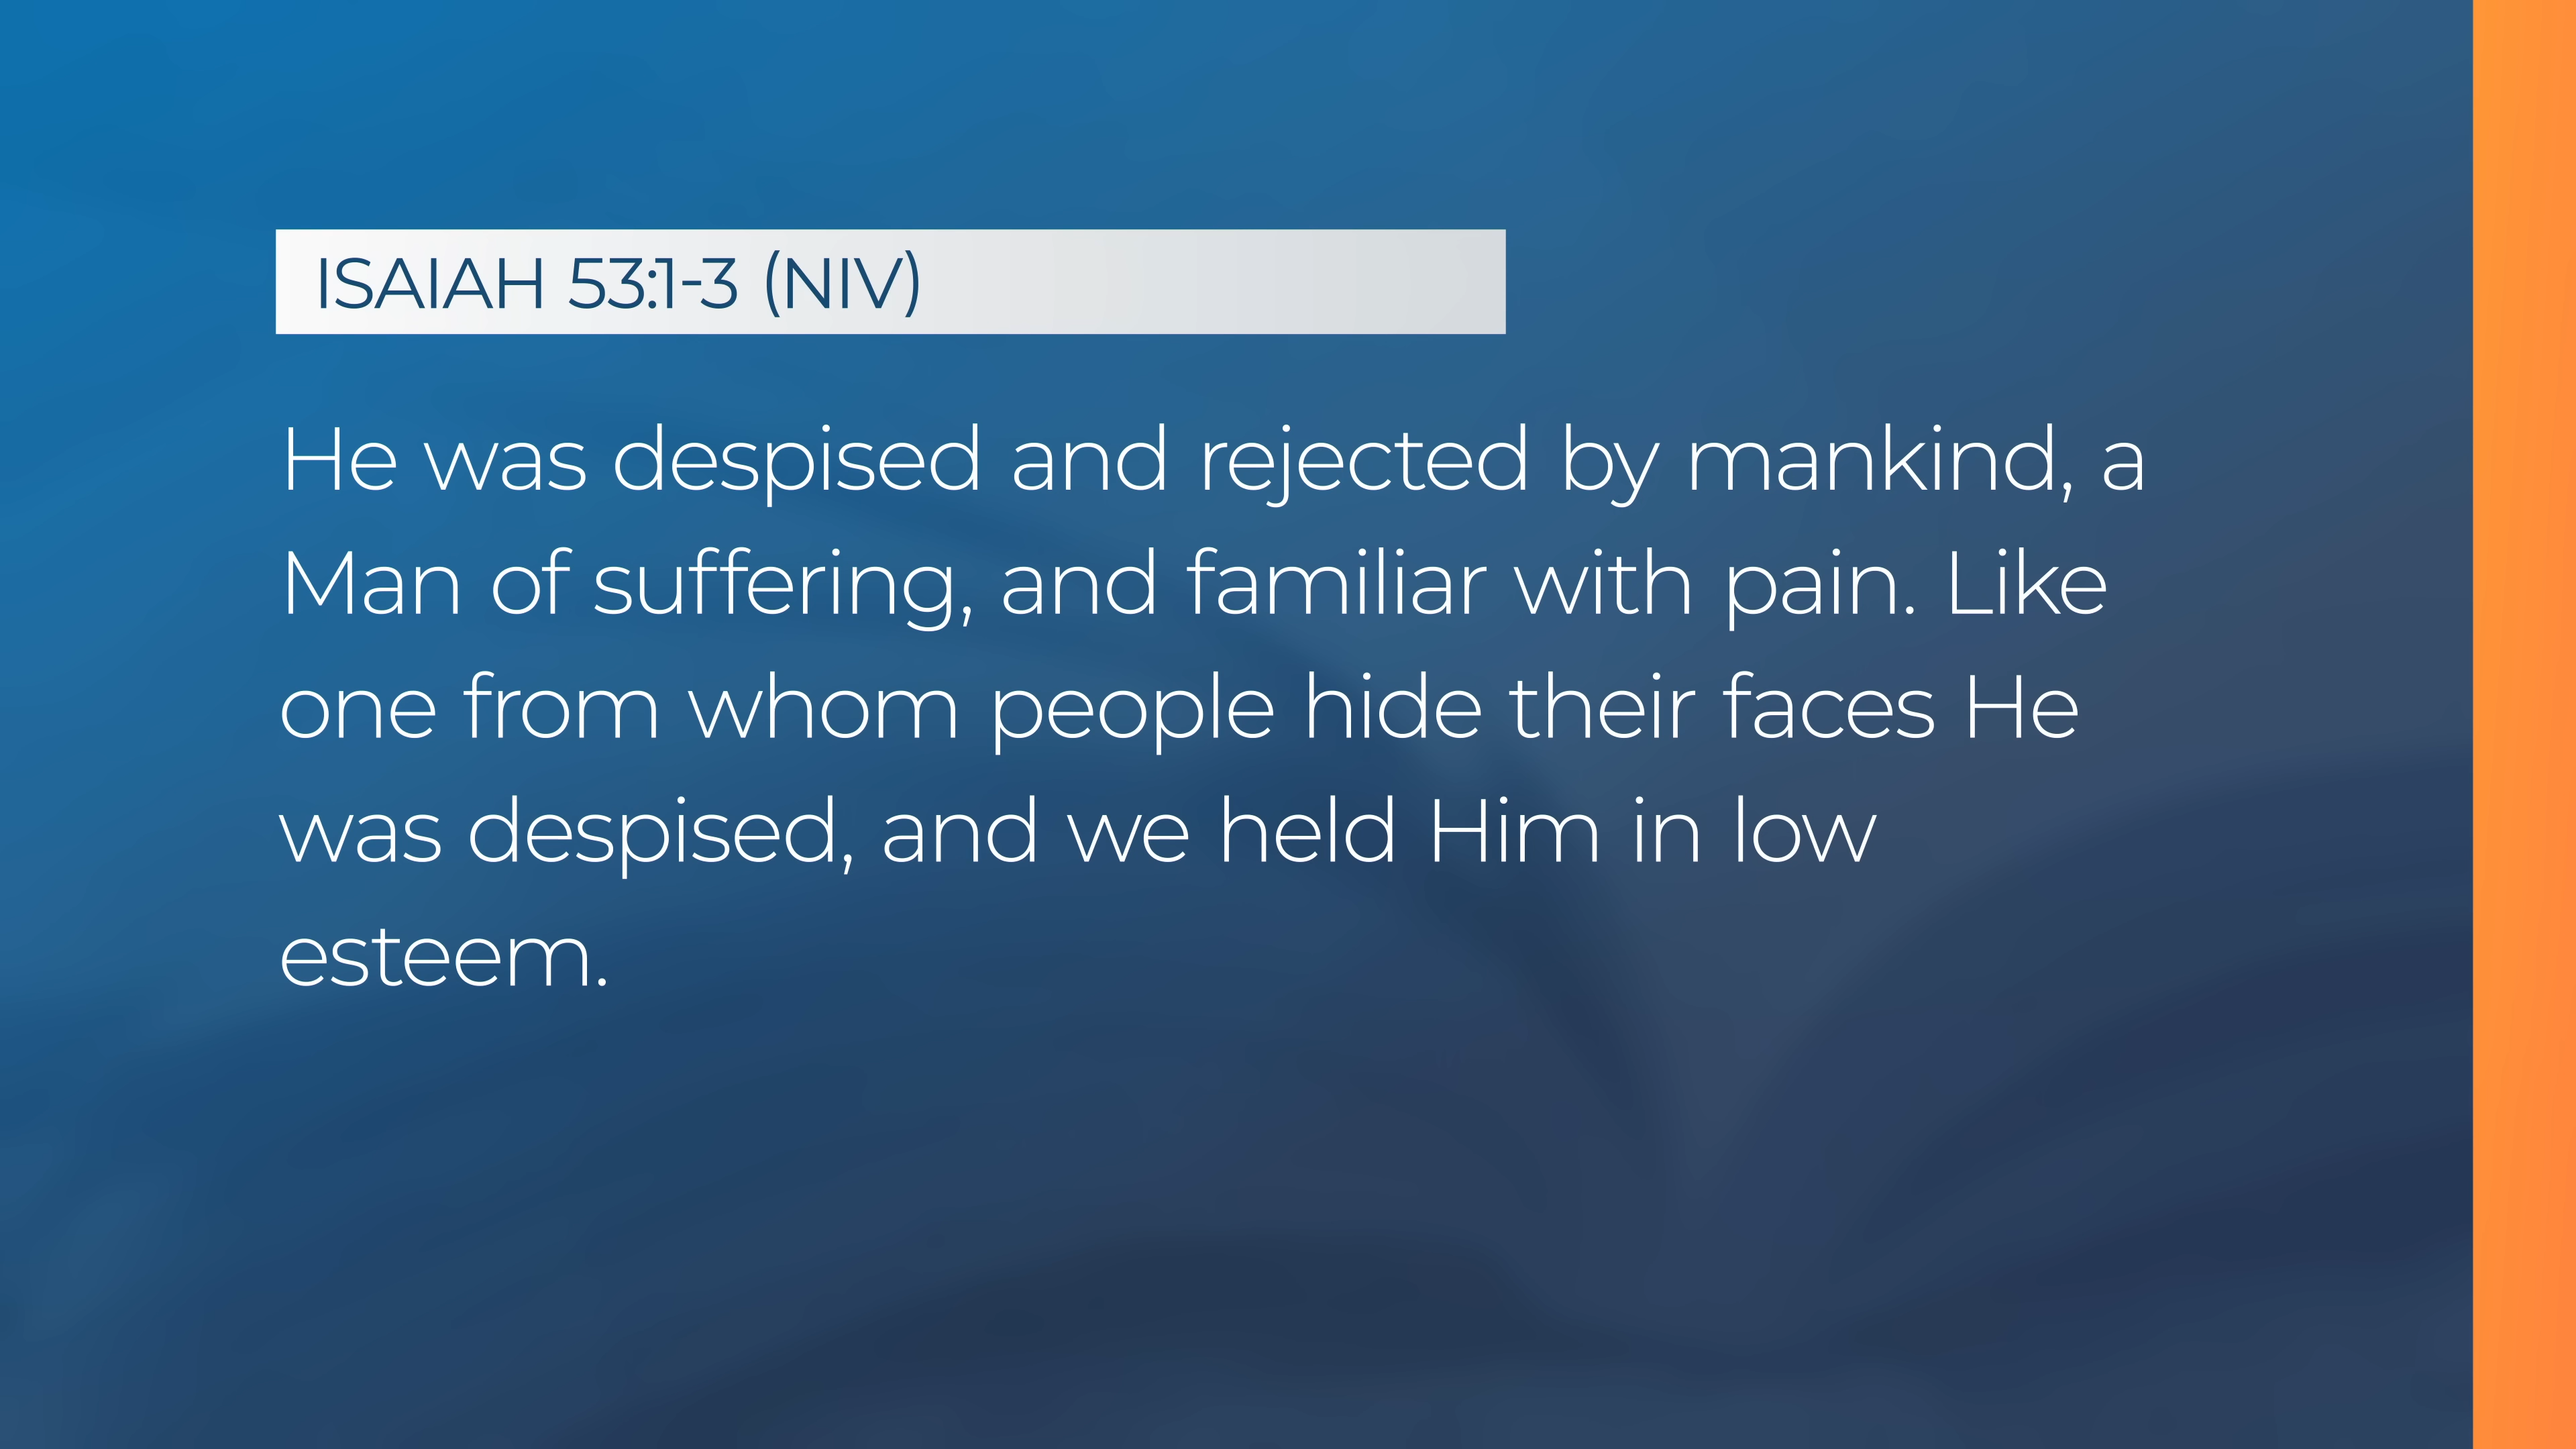 ISAIAH 53:1-3 (NIV)
He was despised and rejected by mankind, a
Man of suffering, and familiar with pain. Like
one from whom people hide their faces He
was despised, and we held Him in low
esteem.